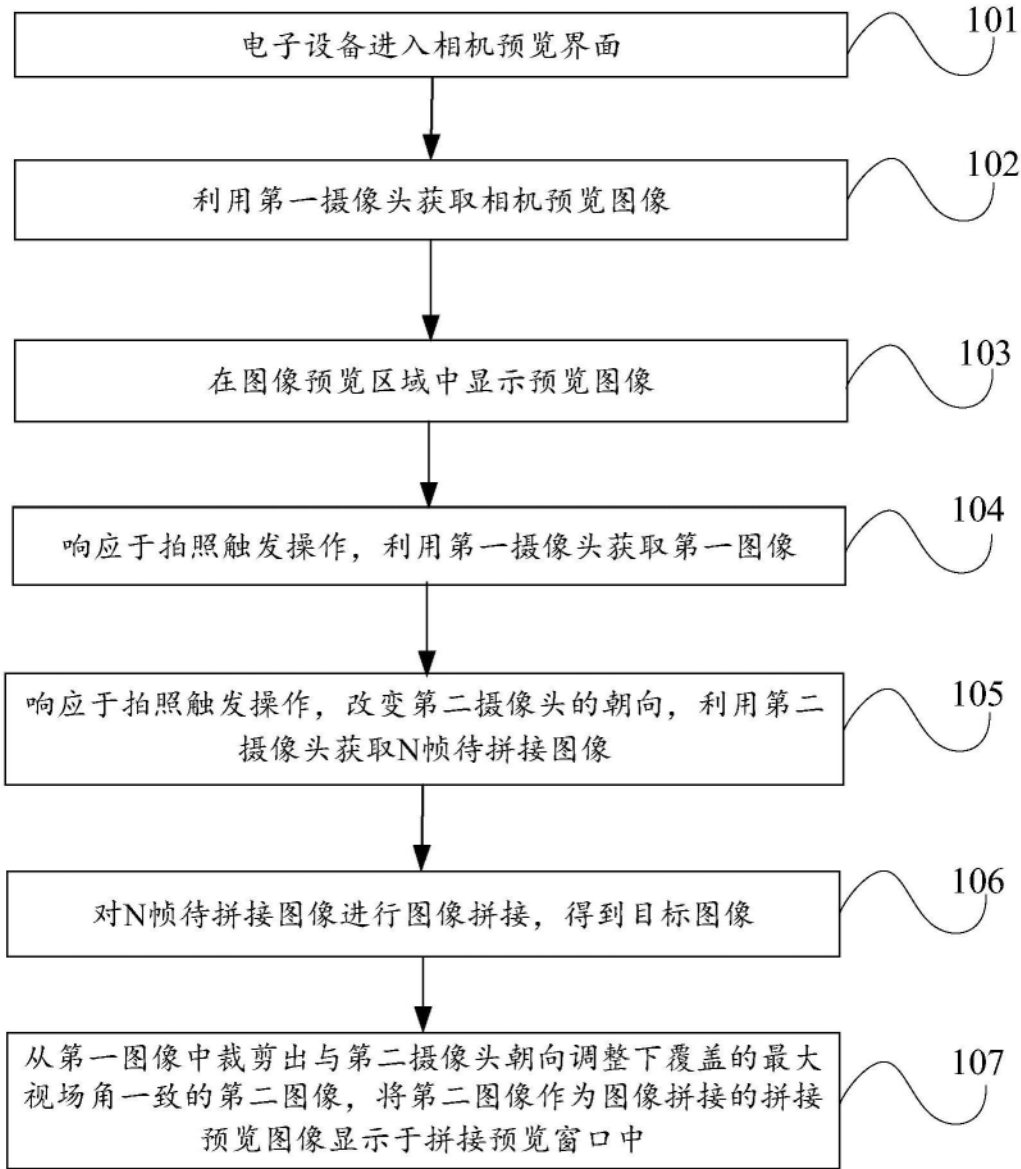 电子设备进入相机预览界面
101
利用第一摄像头获取相机预览图像
102
在图像预览区域中显示预览图像
103
响应于拍照触发操作，利用第一摄像头获取第一图像
104
响应于拍照触发操作，改变第二摄像头的朝向，利用第二
摄像头获取N帧待拼接图像
105
对N帧待拼接图像进行图像拼接，得到目标图像
106
从第一图像中裁剪出与第二摄像头朝向调整下覆盖的最大
视场角一致的第二图像，将第二图像作为图像拼接的拼接
预览图像显示于拼接预览窗口中
107